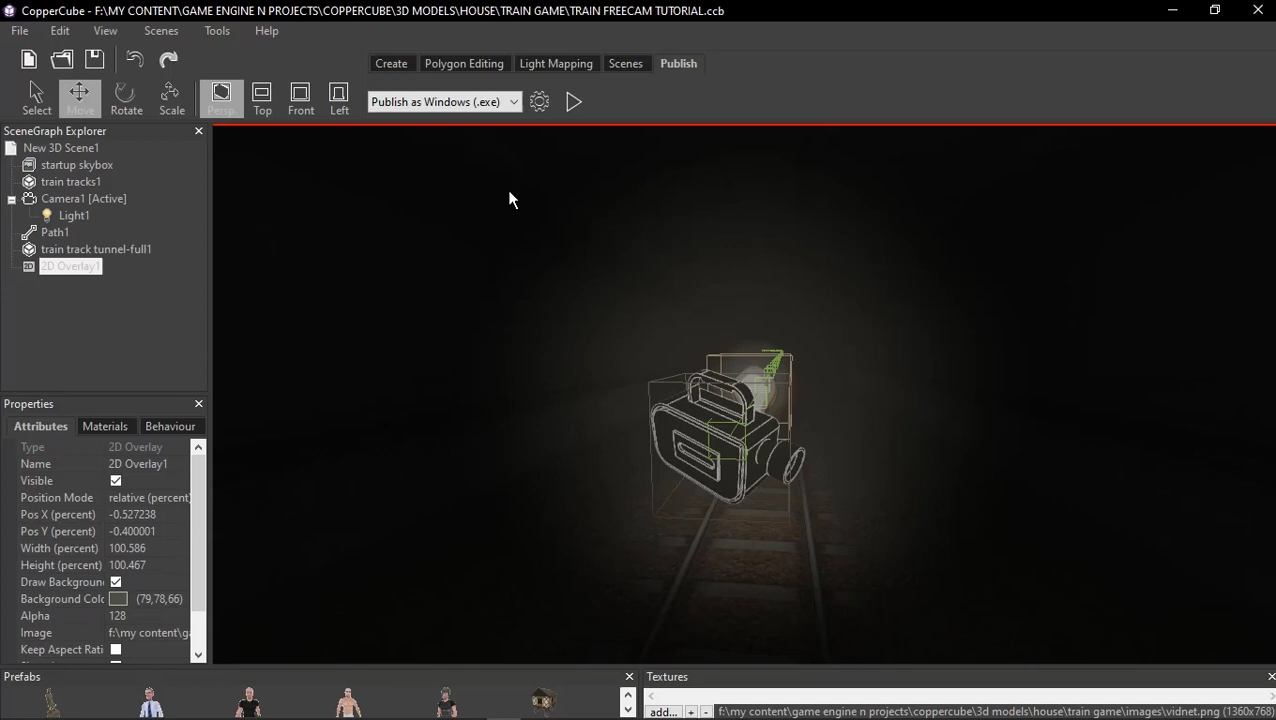 CopperCube - F:\MY CONTENT\GAME ENGINE N PROJECTS\COPPERCUBE\3D MODELS\HOUSE\TRAIN GAME\TRAIN FREECAM TUTORIAL.ccb
File Edit View Scenes Tools Help
Create Polygon Editing Light Mapping Scenes Publish
Select Move Rotate Scale Persp. Top Front Left
Publish as Windows (.exe)
SceneGraph Explorer
New 3D Scene1
startup skybox
train tracks1
Camera1 [Active]
Light1
Path1
train track tunnel-full1
2D 2D Overlay1
Properties
Attributes Materials Behaviour
Type 2D Overlay
Name 2D Overlay1
Visible
Position Mode relative (percent)
Pos X (percent) -0.527238
Pos Y (percent) -0.400001
Width (percent) 100.586
Height (percent) 100.467
Draw Backgroun
Background Colo (79,78,66)
Alpha 128
Image f:\my content\ga
Keep Aspect Rati
Prefabs
Textures
add... + - f:\my content\game engine n projects\coppercube\3d models\house\train game\images\vidnet.png (1360x768)